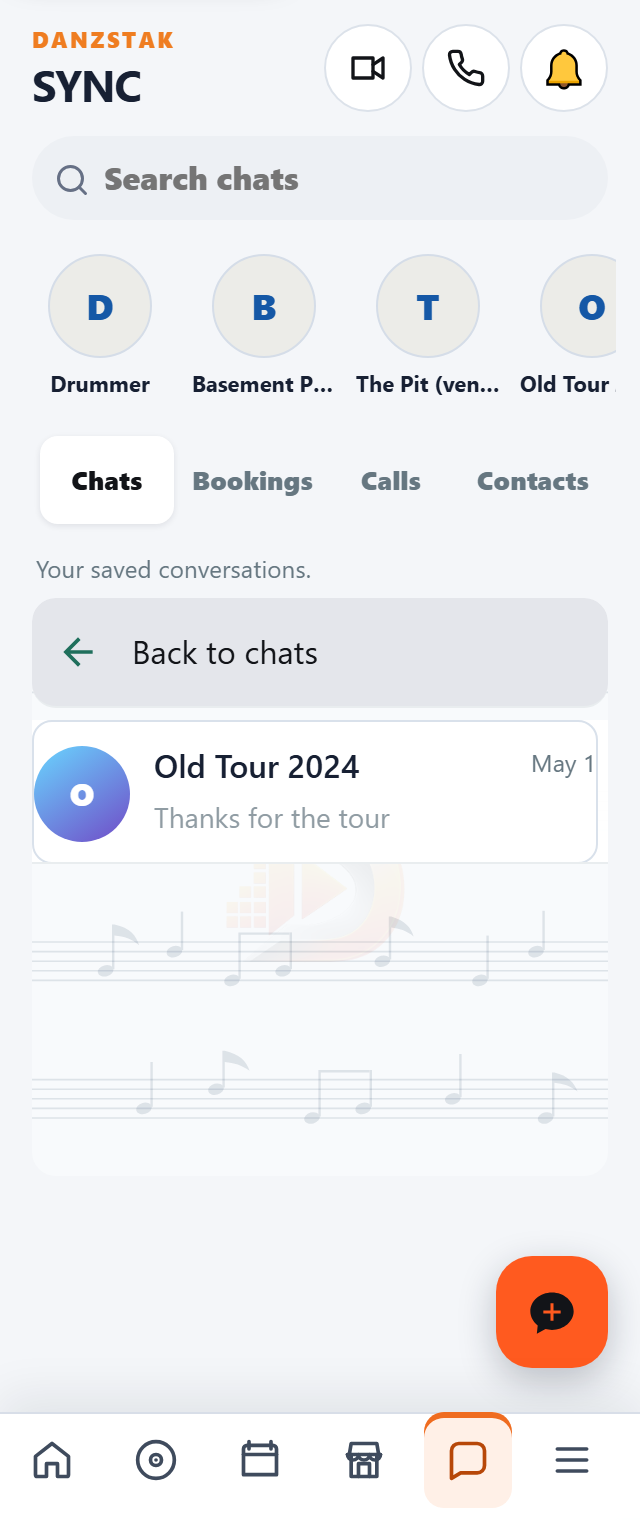 DANZSTAK
SYNC
Search chats
D
B
T
O
Drummer
Basement P...
The Pit (ven...
Old Tour
Chats
Bookings
Calls
Contacts
Your saved conversations.
Back to chats
O
Old Tour 2024
May 1
Thanks for the tour